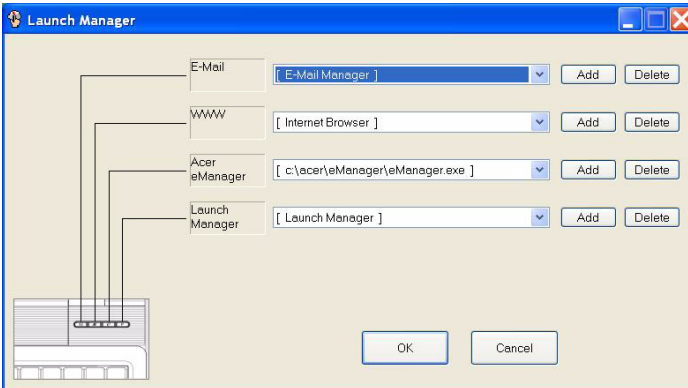 Launch Manager
E-Mail
[ E-Mail Manager ]
Add
Delete
WWW
[ Internet Browser ]
Add
Delete
Acer
eManager
[ c:\acer\eManager\eManager.exe ]
Add
Delete
Launch
Manager
[ Launch Manager ]
Add
Delete
OK
Cancel